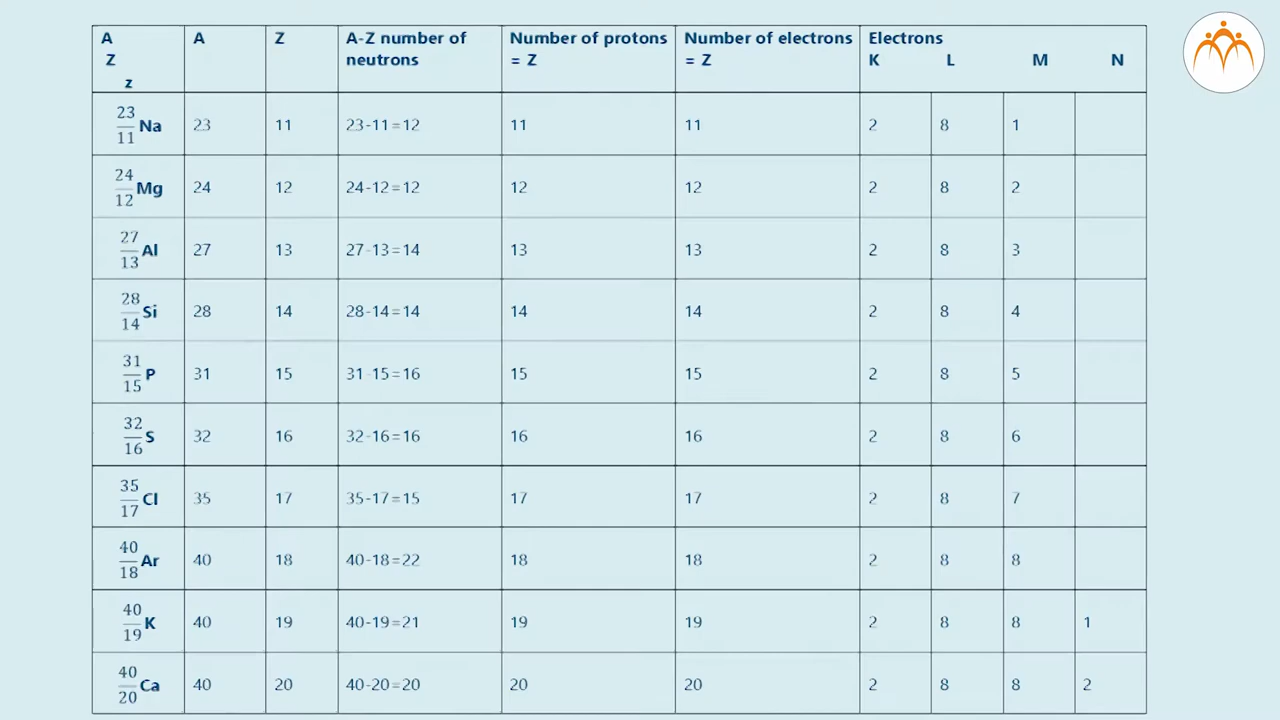 A A Z A-Z number of neutrons Number of protons = Z Number of electrons = Z Electrons
Z K L M N
z
23/11 Na 23 11 23-11=12 11 11 2 8 1
24/12 Mg 24 12 24-12=12 12 12 2 8 2
27/13 Al 27 13 27-13=14 13 13 2 8 3
28/14 Si 28 14 28-14=14 14 14 2 8 4
31/15 P 31 15 31-15=16 15 15 2 8 5
32/16 S 32 16 32-16=16 16 16 2 8 6
35/17 Cl 35 17 35-17=15 17 17 2 8 7
40/18 Ar 40 18 40-18=22 18 18 2 8 8
40/19 K 40 19 40-19=21 19 19 2 8 8 1
40/20 Ca 40 20 40-20=20 20 20 2 8 8 2